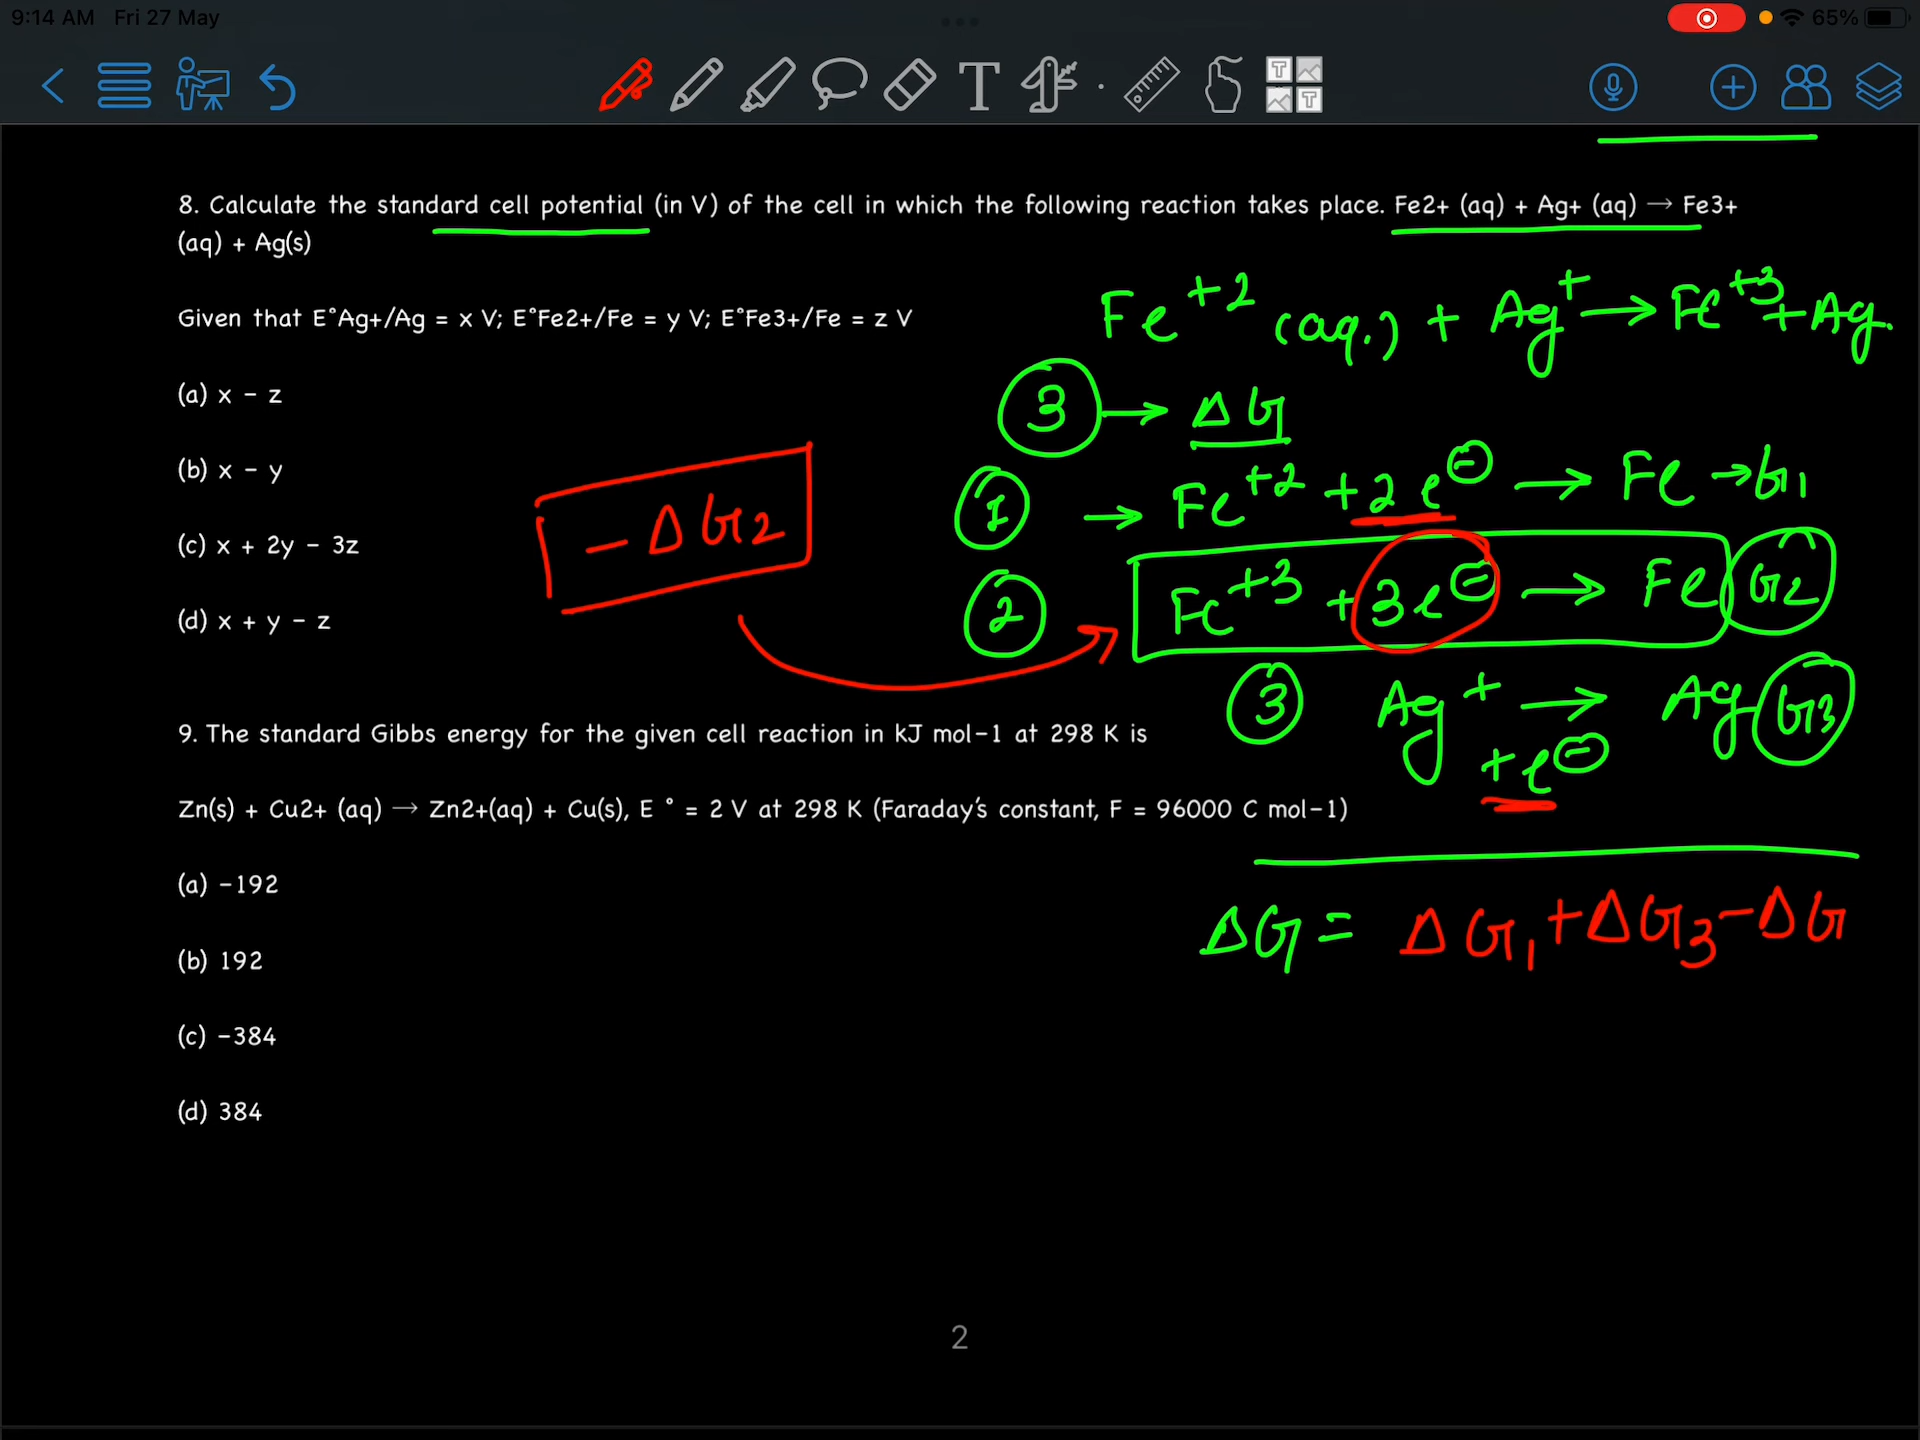 9:14 AM Fri 27 May
65%
8. Calculate the standard cell potential (in V) of the cell in which the following reaction takes place. Fe2+ (aq) + Ag+ (aq) → Fe3+
(aq) + Ag(s)
Fe⁺² (aq.) + Ag⁺ → Fe⁺³ + Ag.
Given that E°Ag+/Ag = x V; E°Fe2+/Fe = y V; E°Fe3+/Fe = z V
(a) x - z
③ → ΔG
(b) x - y
① → Fe⁺² + 2e⊖ → Fe → G₁
- ΔG₂
(c) x + 2y - 3z
② Fe⁺³ + 3e⊖ → Fe G₂
(d) x + y - z
③ Ag⁺ → Ag G₃
+ e⊖
9. The standard Gibbs energy for the given cell reaction in kJ mol-1 at 298 K is
Zn(s) + Cu2+ (aq) → Zn2+(aq) + Cu(s), E ° = 2 V at 298 K (Faraday's constant, F = 96000 C mol-1)
(a) -192
ΔG = ΔG₁ + ΔG₃ - ΔG
(b) 192
(c) -384
(d) 384
2